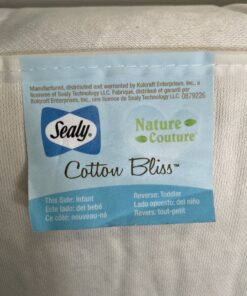 Manufactured, distributed and warranted by Kolcraft Enterprises, Inc., a
licensee of Sealy Technology LLC. Fabriqué, distribué et garanti par
Kolcraft Enterprises, Inc., une licence de Sealy Technology LLC. 0879226
Sealy
Nature
Couture
Cotton Bliss™
This Side: Infant
Este lado: del bebé
Ce côté: nouveau-né
Reverse: Toddler
Lado opuesto: del niño
Revers: tout-petit